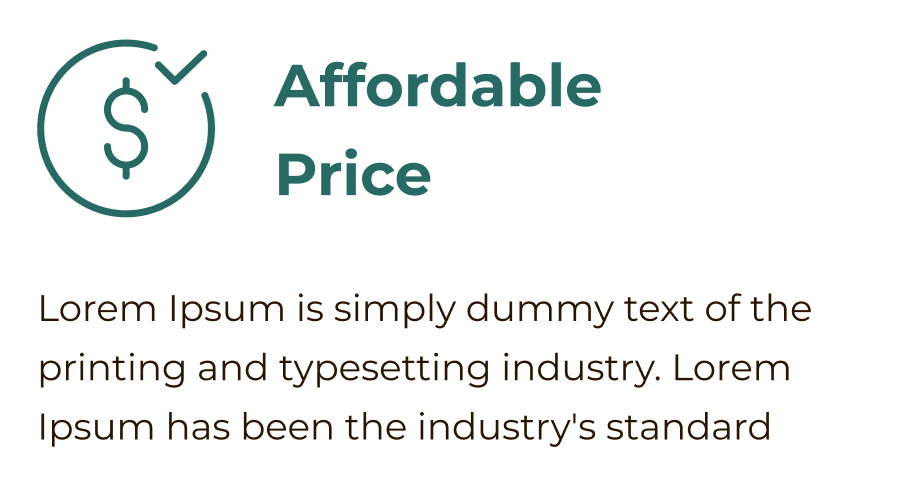 Affordable
Price
Lorem Ipsum is simply dummy text of the
printing and typesetting industry. Lorem
Ipsum has been the industry's standard